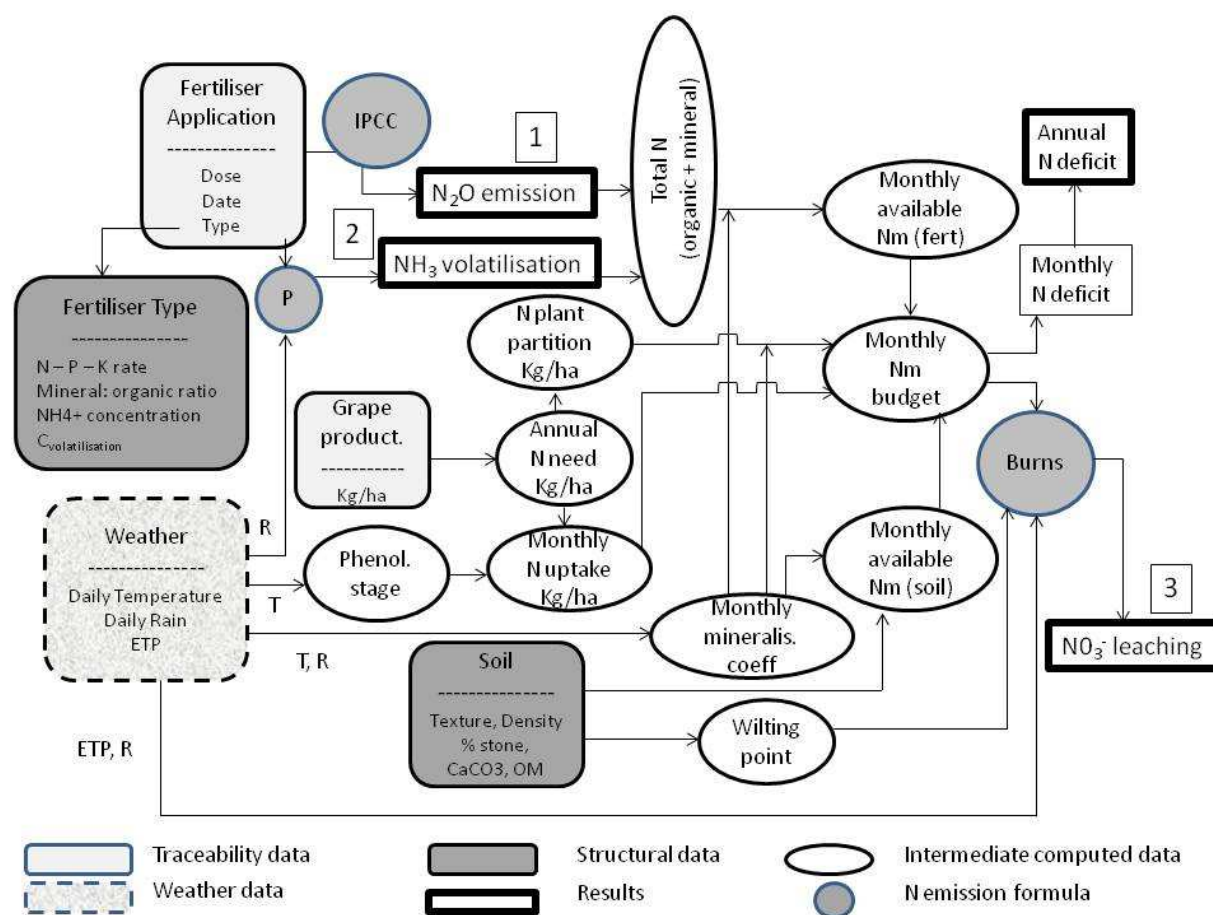 Fertiliser
Application
--------------
Dose
Date
Type
IPCC
1
N₂O emission
2
NH₃ volatilisation
P
Total N
(organic + mineral)
Monthly
available
Nm (fert)
Annual
N deficit
Monthly
N deficit
Fertiliser Type
---------------
N – P – K rate
Mineral: organic ratio
NH4+ concentration
C volatilisation
N plant
partition
Kg/ha
Monthly
Nm
budget
Grape
product.
-----------
Kg/ha
Annual
N need
Kg/ha
Burns
R
Weather
--------------
Daily Temperature
Daily Rain
ETP
T
Phenol.
stage
Monthly
N uptake
Kg/ha
Monthly
available
Nm (soil)
3
NO₃⁻ leaching
T, R
Monthly
mineralis.
coeff
Soil
--------------
Texture, Density
% stone,
CaCO3, OM
Wilting
point
ETP, R
Traceability data
Structural data
Intermediate computed data
Weather data
Results
N emission formula